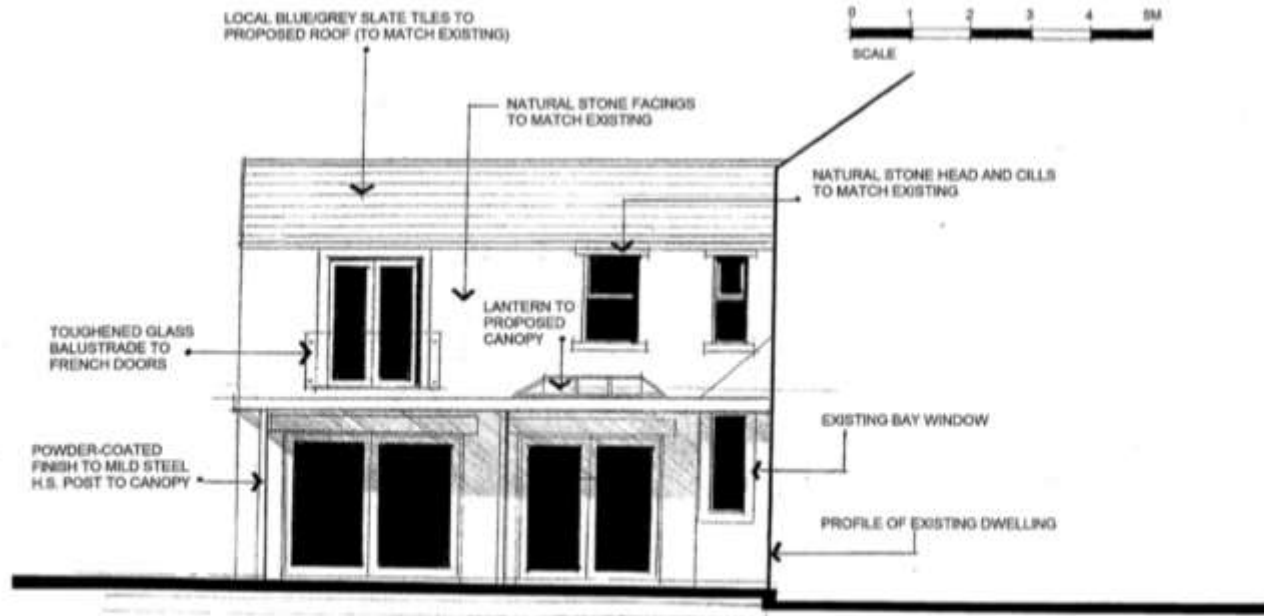 LOCAL BLUE/GREY SLATE TILES TO
PROPOSED ROOF (TO MATCH EXISTING)
0 1 2 3 4 5M
SCALE
NATURAL STONE FACINGS
TO MATCH EXISTING
NATURAL STONE HEAD AND CILLS
TO MATCH EXISTING
LANTERN TO
PROPOSED
CANOPY
TOUGHENED GLASS
BALUSTRADE TO
FRENCH DOORS
EXISTING BAY WINDOW
POWDER-COATED
FINISH TO MILD STEEL
H.S. POST TO CANOPY
PROFILE OF EXISTING DWELLING